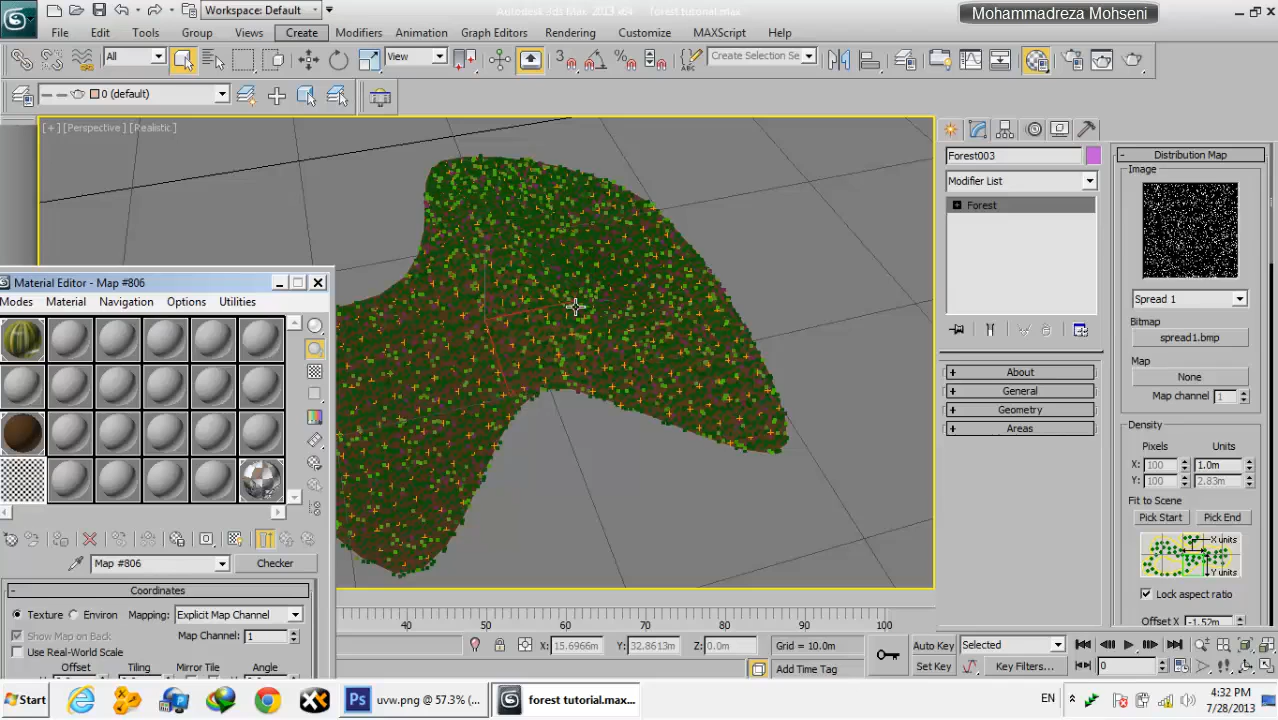 Workspace: Default
Autodesk 3ds Max 2013 x64
forest tutorial.max
Mohammadreza Mohseni
File Edit Tools Group Views Create Modifiers Animation Graph Editors Rendering Customize MAXScript Help
All
View
3
Create Selection Se
0 (default)
[+] [Perspective] [Realistic]
Forest003
Modifier List
Forest
About
General
Geometry
Areas
Distribution Map
Image
Spread 1
Bitmap
spread1.bmp
Map
None
Map channel 1
Density
Pixels Units
X: 100 1.0m
Y: 100 2.83m
Fit to Scene
Pick Start Pick End
X units
Y units
Lock aspect ratio
Offset X -1.52m
Material Editor - Map #806
Modes Material Navigation Options Utilities
Map #806 Checker
Coordinates
Texture Environ Mapping: Explicit Map Channel
Show Map on Back Map Channel: 1
Use Real-World Scale
Offset Tiling Mirror Tile Angle
40 50 60 70 80 90 100
X: 15.6966m Y: 32.8613m Z: 0.0m Grid = 10.0m
Add Time Tag
Auto Key Selected
Set Key Key Filters... 0
Start
uvw.png @ 57.3% (...
forest tutorial.max...
EN
4:32 PM
7/28/2013